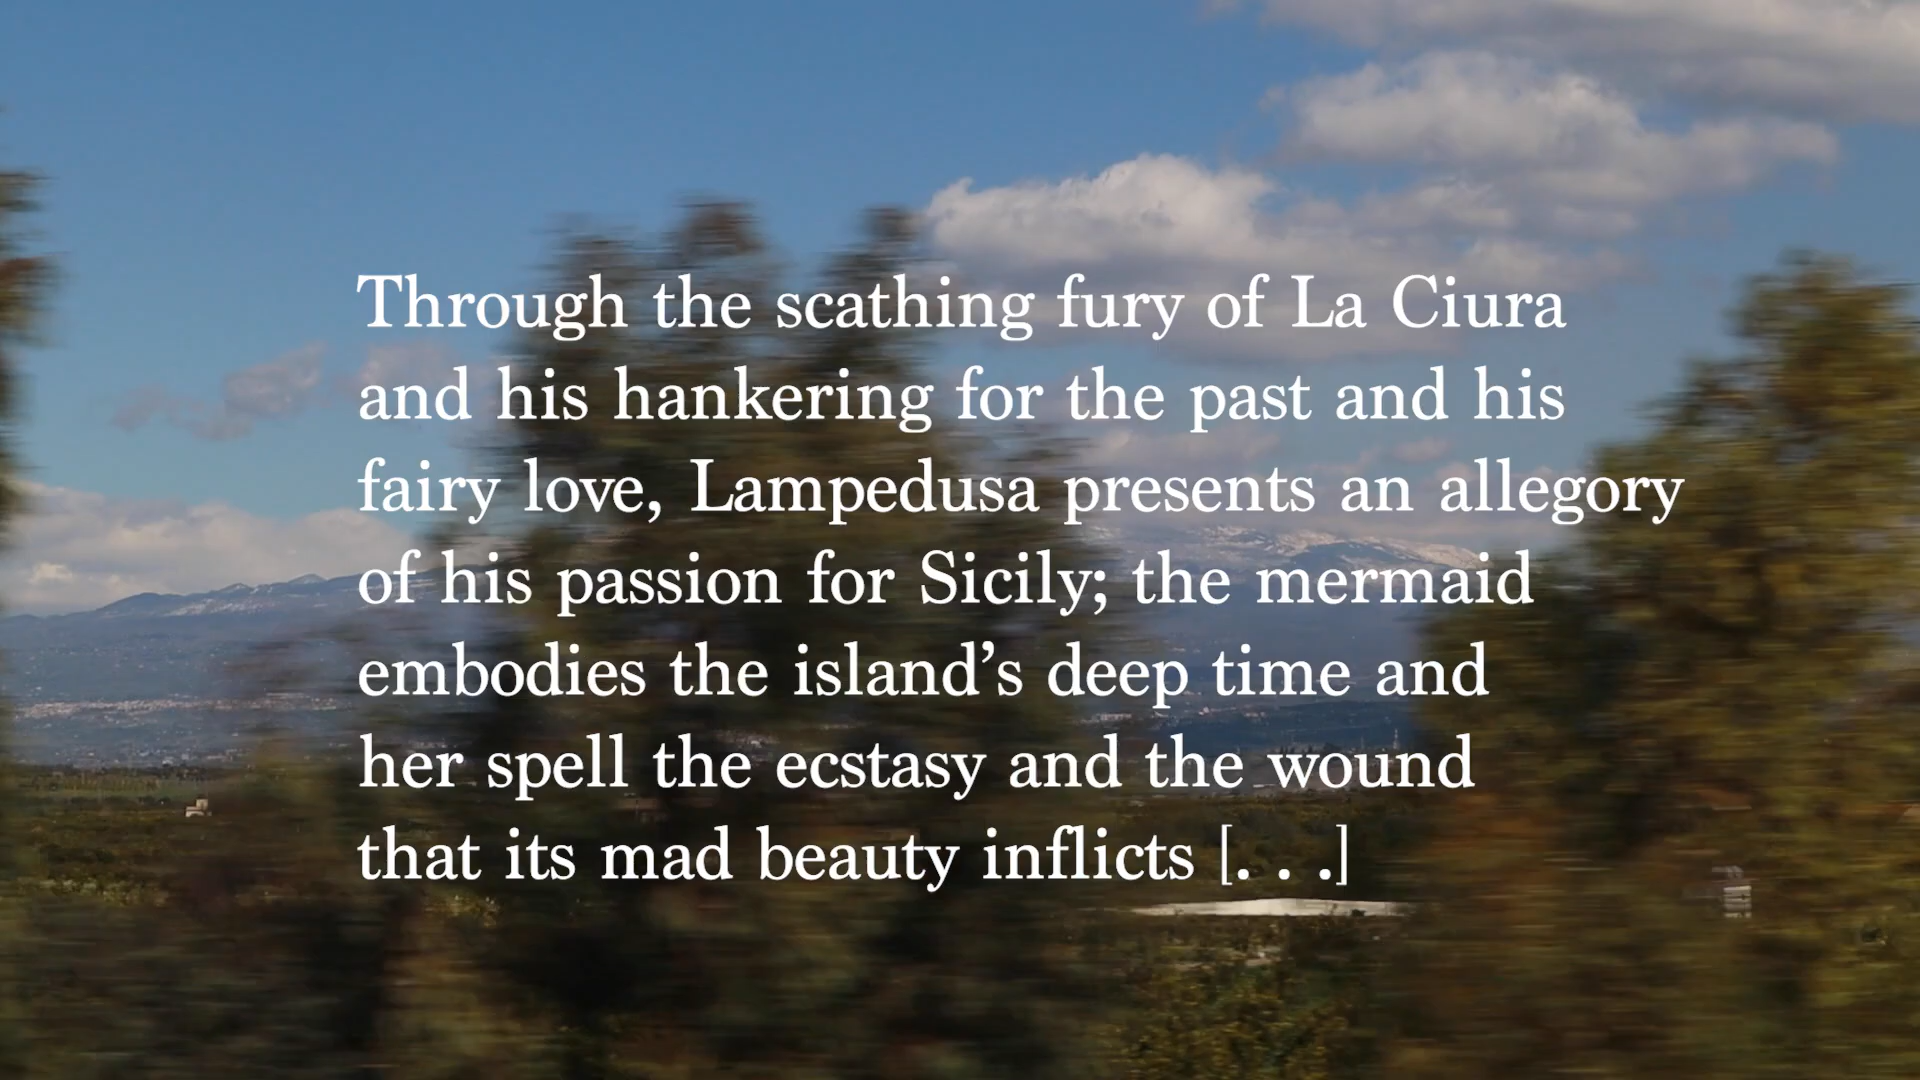 Through the scathing fury of La Ciura
and his hankering for the past and his
fairy love, Lampedusa presents an allegory
of his passion for Sicily; the mermaid
embodies the island’s deep time and
her spell the ecstasy and the wound
that its mad beauty inflicts [. . .]